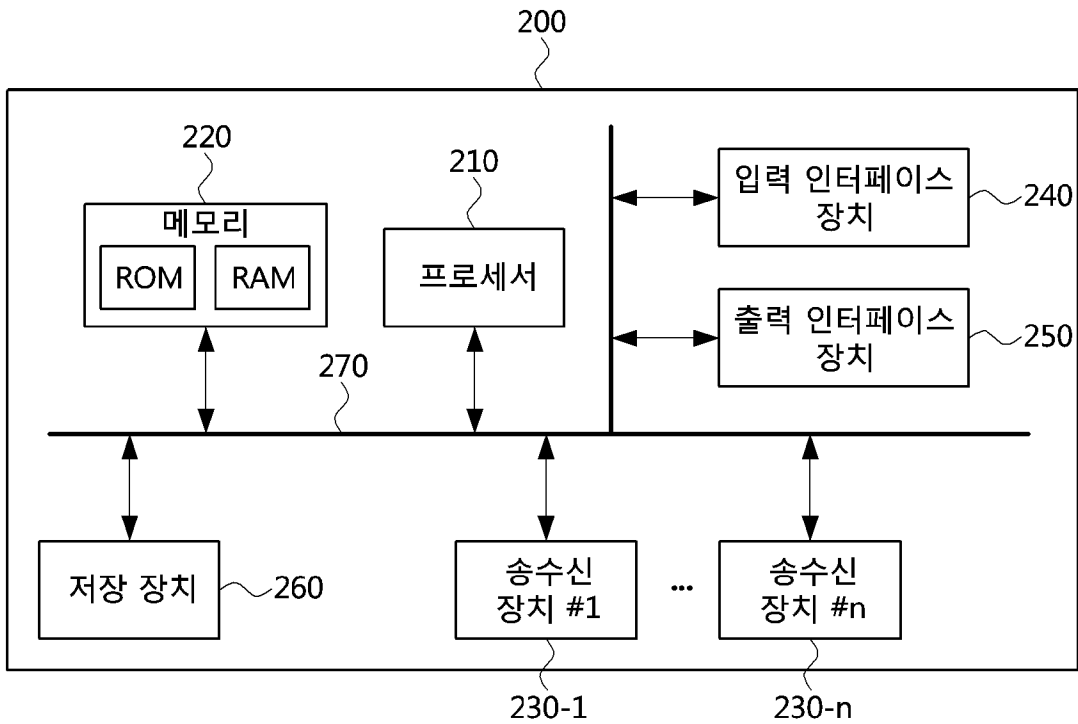 200
220
210
메모리
ROM
RAM
프로세서
입력 인터페이스
장치
240
출력 인터페이스
장치
250
270
저장 장치
260
송수신
장치 #1
...
송수신
장치 #n
230-1
230-n